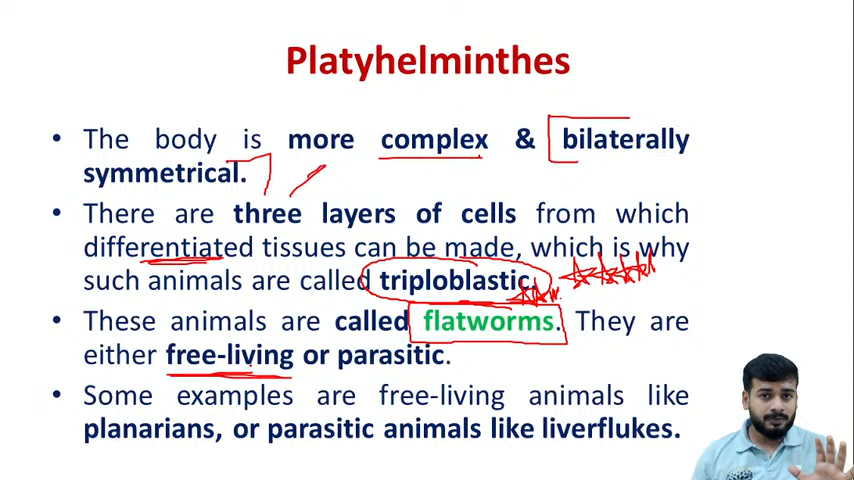 Platyhelminthes
• The body is more complex & bilaterally
symmetrical.
• There are three layers of cells from which
differentiated tissues can be made, which is why
such animals are called triploblastic.
• These animals are called flatworms. They are
either free-living or parasitic.
• Some examples are free-living animals like
planarians, or parasitic animals like liverflukes.